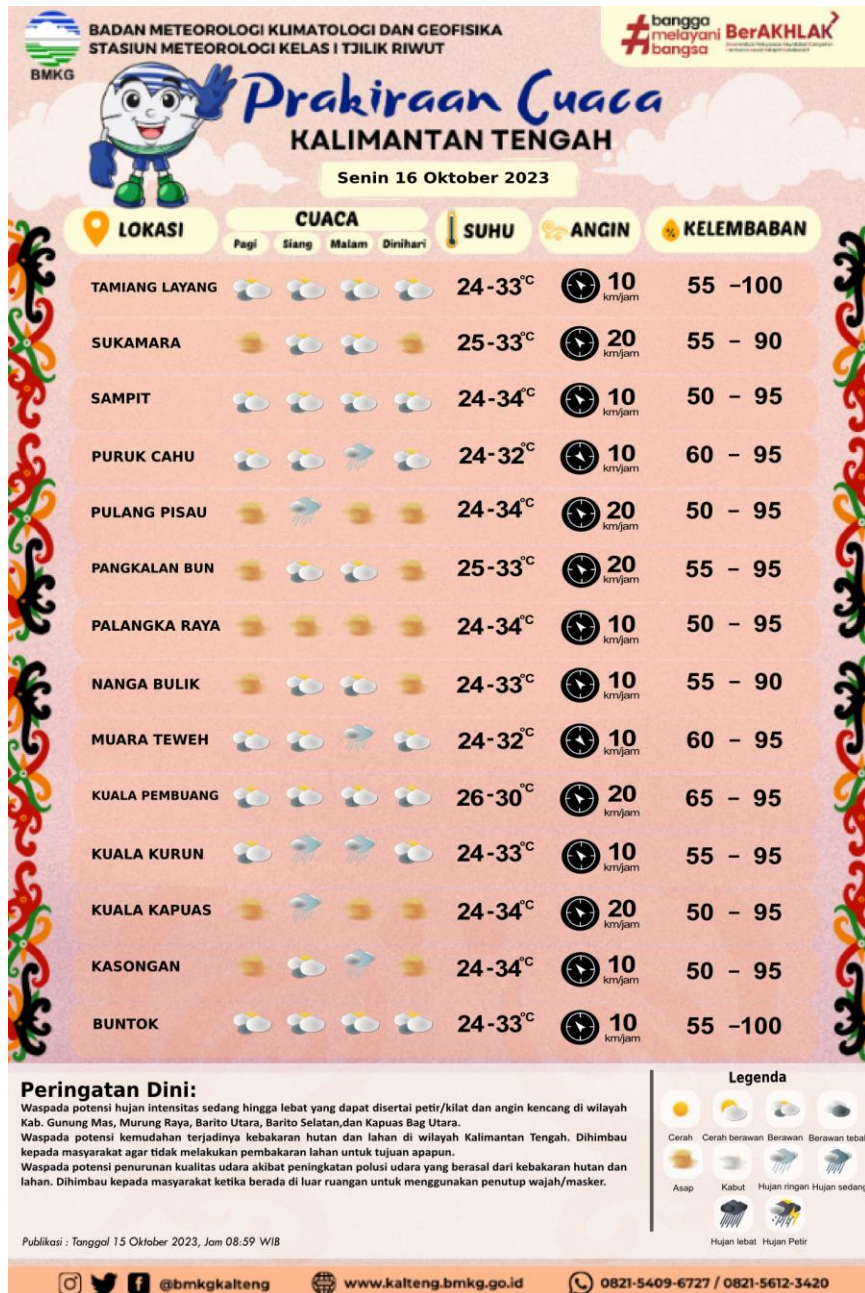 BADAN METEOROLOGI KLIMATOLOGI DAN GEOFISIKA
STASIUN METEOROLOGI KELAS I TJILIK RIWUT
BMKG
#bangga melayani bangsa
BerAKHLAK
Prakiraan Cuaca
KALIMANTAN TENGAH
Senin 16 Oktober 2023
LOKASI CUACA SUHU ANGIN % KELEMBABAN
Pagi Siang Malam Dinihari
TAMIANG LAYANG 24-33°C 10 km/jam 55 –100
SUKAMARA 25-33°C 20 km/jam 55 – 90
SAMPIT 24-34°C 10 km/jam 50 – 95
PURUK CAHU 24-32°C 10 km/jam 60 – 95
PULANG PISAU 24-34°C 20 km/jam 50 – 95
PANGKALAN BUN 25-33°C 20 km/jam 55 – 95
PALANGKA RAYA 24-34°C 10 km/jam 50 – 95
NANGA BULIK 24-33°C 10 km/jam 55 – 90
MUARA TEWEH 24-32°C 10 km/jam 60 – 95
KUALA PEMBUANG 26-30°C 20 km/jam 65 – 95
KUALA KURUN 24-33°C 10 km/jam 55 – 95
KUALA KAPUAS 24-34°C 20 km/jam 50 – 95
KASONGAN 24-34°C 10 km/jam 50 – 95
BUNTOK 24-33°C 10 km/jam 55 –100
Peringatan Dini:
Waspada potensi hujan intensitas sedang hingga lebat yang dapat disertai petir/kilat dan angin kencang di wilayah
Kab. Gunung Mas, Murung Raya, Barito Utara, Barito Selatan,dan Kapuas Bag Utara.
Waspada potensi kemudahan terjadinya kebakaran hutan dan lahan di wilayah Kalimantan Tengah. Dihimbau
kepada masyarakat agar tidak melakukan pembakaran lahan untuk tujuan apapun.
Waspada potensi penurunan kualitas udara akibat peningkatan polusi udara yang berasal dari kebakaran hutan dan
lahan. Dihimbau kepada masyarakat ketika berada di luar ruangan untuk menggunakan penutup wajah/masker.
Publikasi : Tanggal 15 Oktober 2023, Jam 08:59 WIB
Legenda
Cerah Cerah berawan Berawan Berawan tebal
Asap Kabut Hujan ringan Hujan sedang
Hujan lebat Hujan Petir
@bmkgkalteng www.kalteng.bmkg.go.id 0821-5409-6727 / 0821-5612-3420